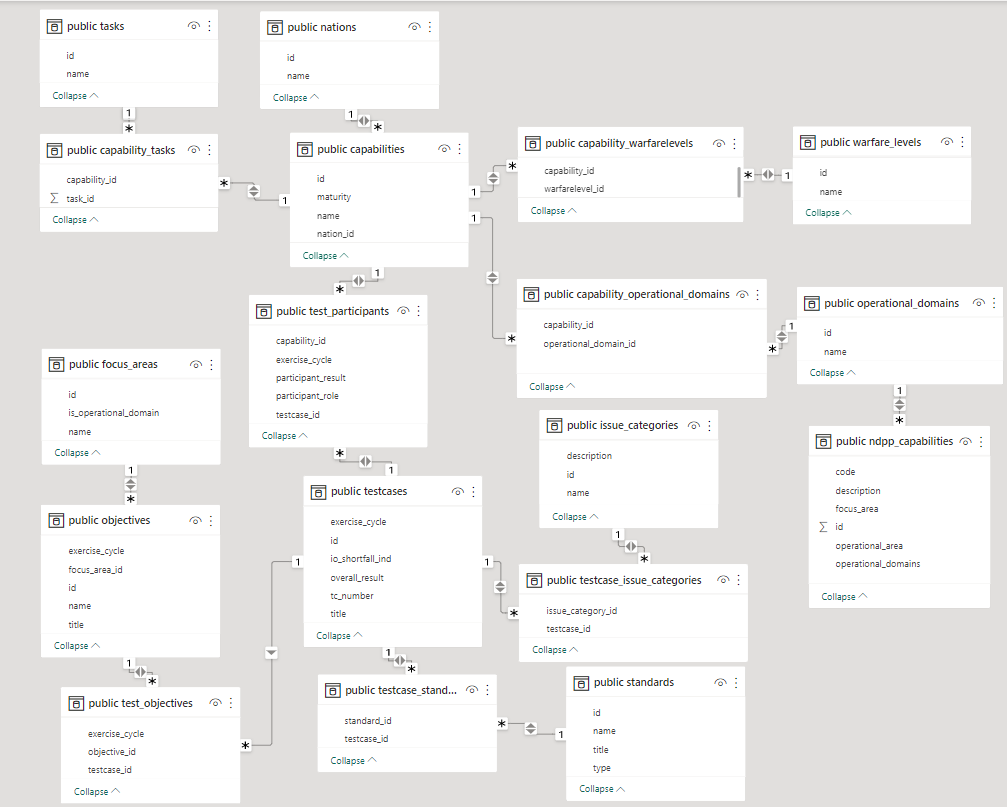 public tasks
id
name
Collapse
1
*
public nations
id
name
Collapse
1
*
public capability_tasks
capability_id
Σ task_id
Collapse
*
1
public capabilities
id
maturity
name
nation_id
Collapse
1
*
1
*
1
*
public capability_warfarelevels
capability_id
warfarelevel_id
Collapse
*
1
public warfare_levels
id
name
Collapse
public capability_operational_domains
capability_id
operational_domain_id
Collapse
*
1
public operational_domains
id
name
Collapse
1
*
public test_participants
capability_id
exercise_cycle
participant_result
participant_role
testcase_id
Collapse
*
1
public focus_areas
id
is_operational_domain
name
Collapse
1
*
public issue_categories
description
id
name
Collapse
1
*
public ndpp_capabilities
code
description
focus_area
Σ id
operational_area
operational_domains
Collapse
public testcases
exercise_cycle
id
io_shortfall_ind
overall_result
tc_number
title
Collapse
1
1
*
1
*
public objectives
exercise_cycle
focus_area_id
id
name
title
Collapse
1
*
public testcase_issue_categories
issue_category_id
testcase_id
Collapse
public test_objectives
exercise_cycle
objective_id
testcase_id
Collapse
*
public testcase_stand...
standard_id
testcase_id
Collapse
*
1
public standards
id
name
title
type
Collapse